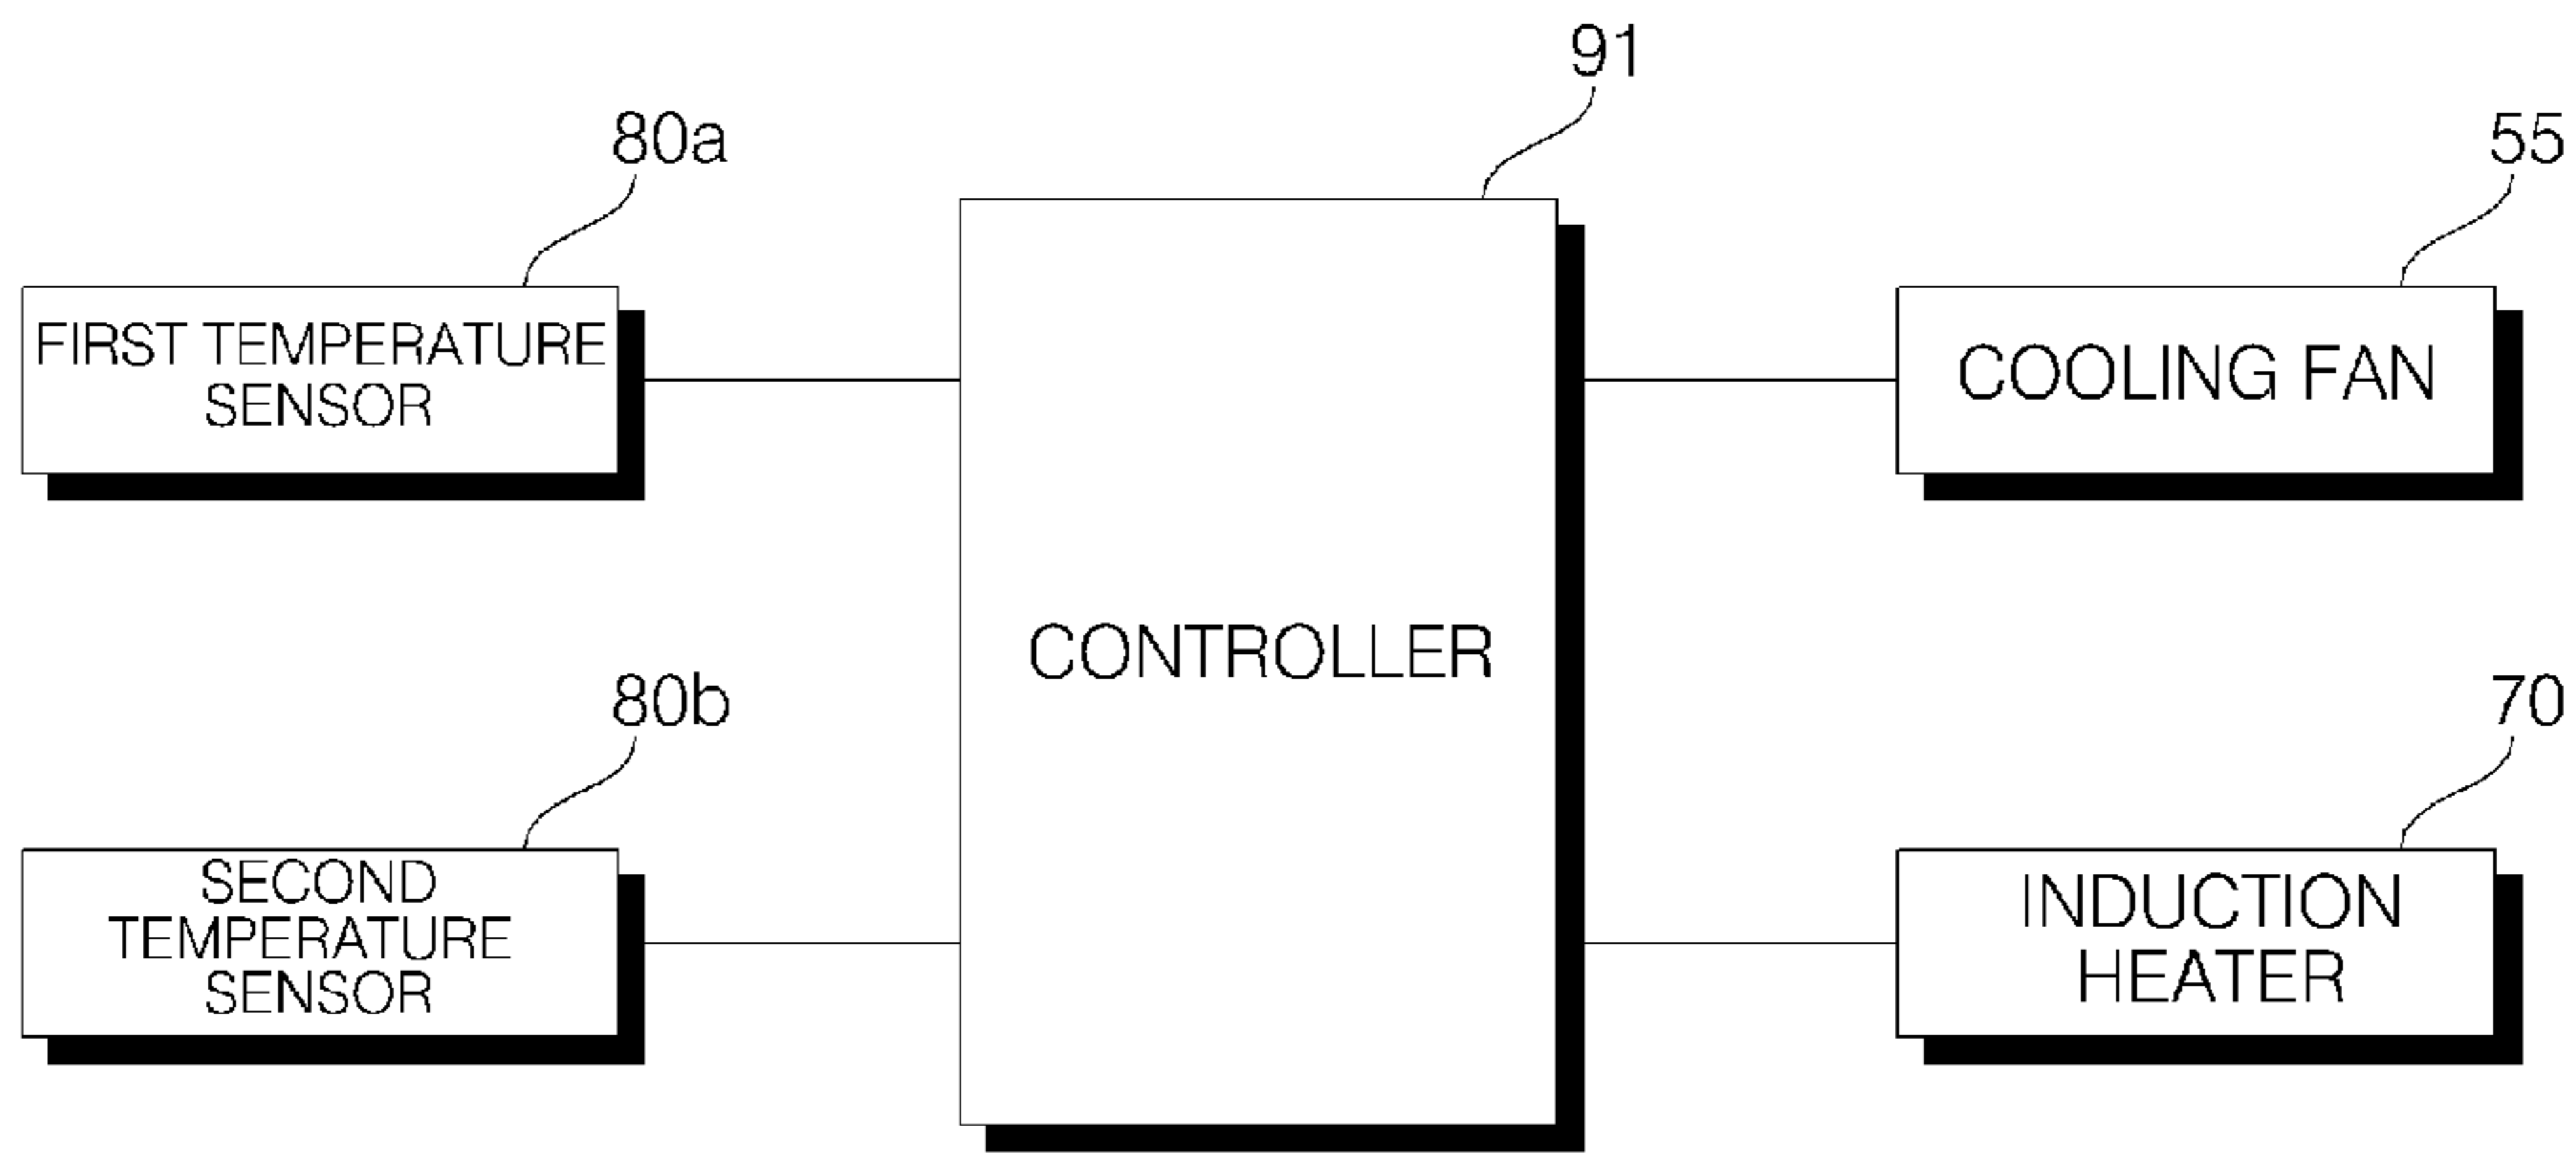 91
80a
55
FIRST TEMPERATURE
SENSOR
COOLING FAN
CONTROLLER
80b
70
SECOND
TEMPERATURE
SENSOR
INDUCTION
HEATER